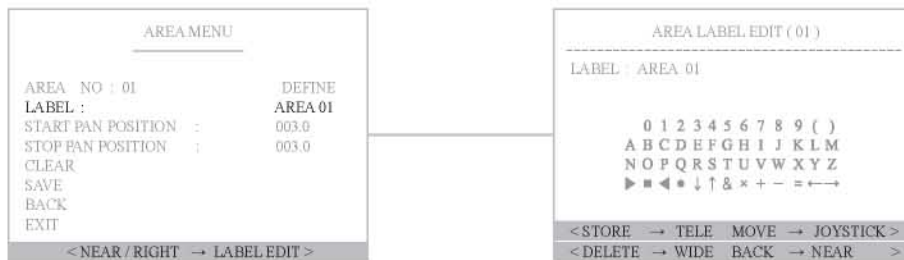 AREA MENU
AREA NO : 01 DEFINE
LABEL : AREA 01
START PAN POSITION : 003.0
STOP PAN POSITION : 003.0
CLEAR
SAVE
BACK
EXIT
< NEAR / RIGHT → LABEL EDIT >
AREA LABEL EDIT ( 01 )
LABEL : AREA 01
0 1 2 3 4 5 6 7 8 9 ( )
A B C D E F G H I J K L M
N O P Q R S T U V W X Y Z
▶ ■ ◀ ● ↓ ↑ & × + − = ← →
< STORE → TELE MOVE → JOYSTICK >
< DELETE → WIDE BACK → NEAR >